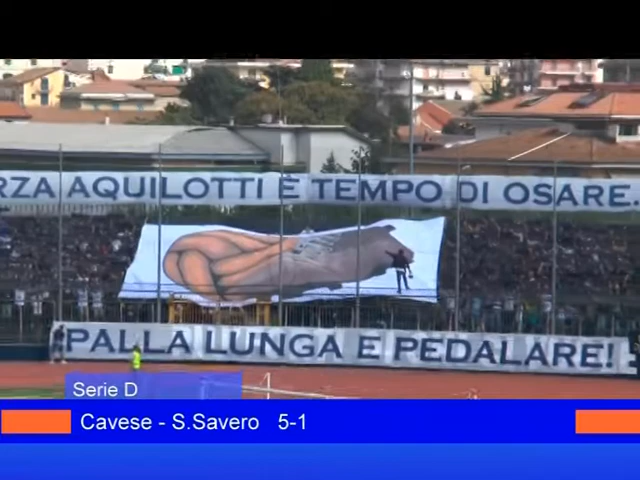 RZA AQUILOTTI È TEMPO DI OSARE..
PALLA LUNGA E PEDALARE!
Serie D
Cavese - S.Savero 5-1